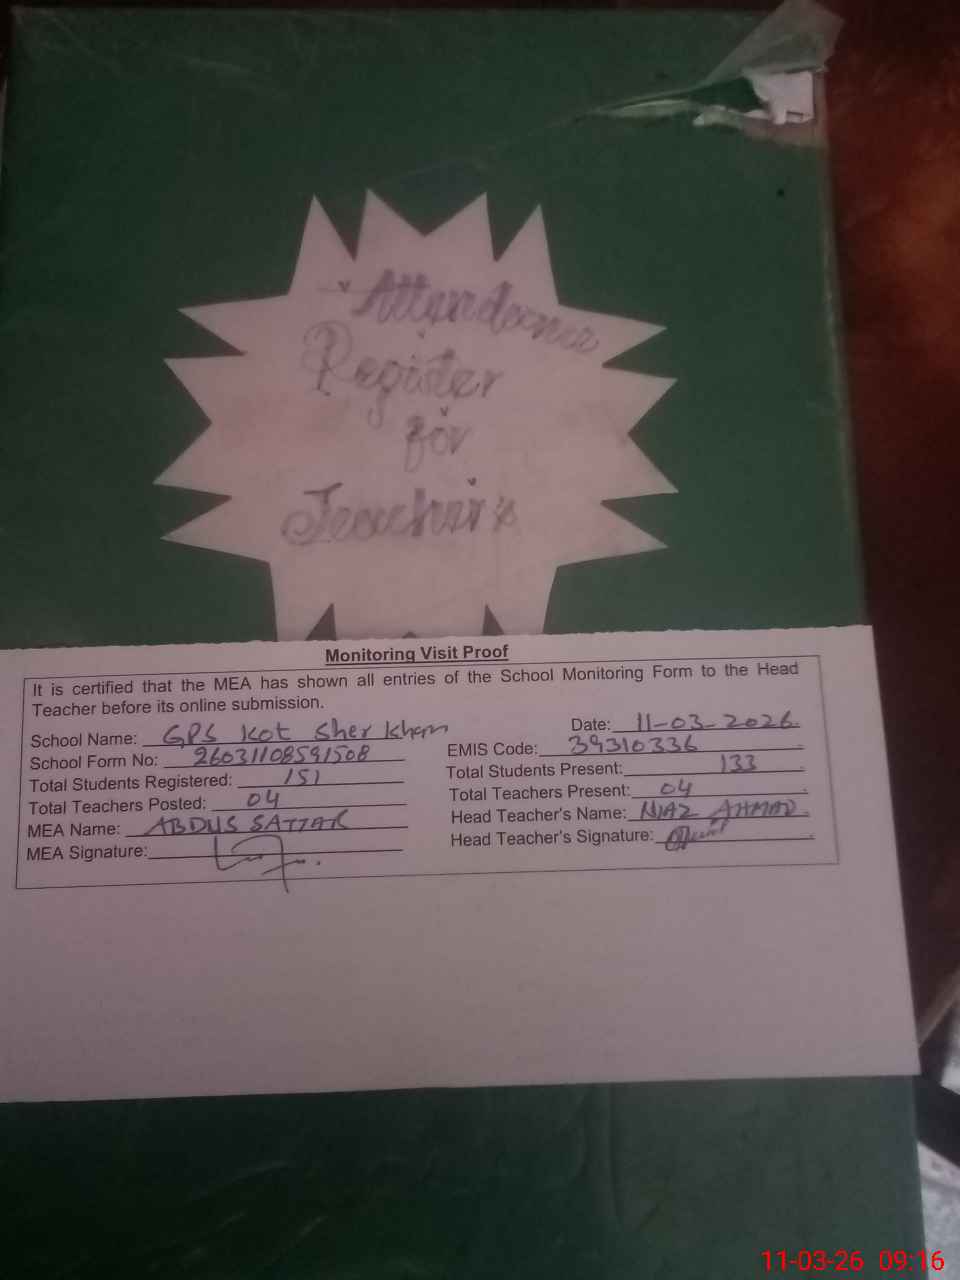 Attendence
Register
for
Teacher's
Monitoring Visit Proof
It is certified that the MEA has shown all entries of the School Monitoring Form to the Head
Teacher before its online submission.
School Name: GPS Kot Sher Khan
Date: 11-03-2026
School Form No: 26031108591508
EMIS Code: 39310336
Total Students Registered: 151
Total Students Present: 133
Total Teachers Posted: 04
Total Teachers Present: 04
MEA Name: ABDUS SATTAR
Head Teacher's Name: NIAZ AHMAD
MEA Signature:
Head Teacher's Signature:
11-03-26 09:16